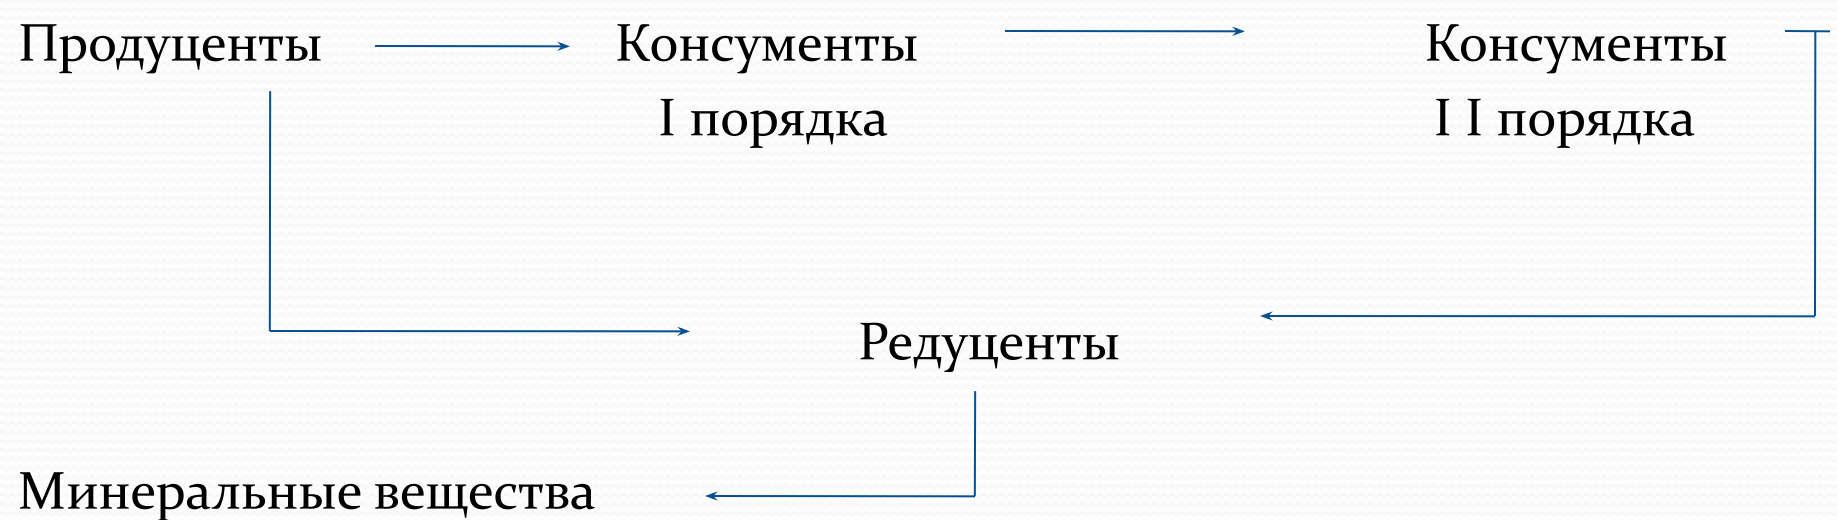 Продуценты Консументы Консументы
I порядка I I порядка
Редуценты
Минеральные вещества